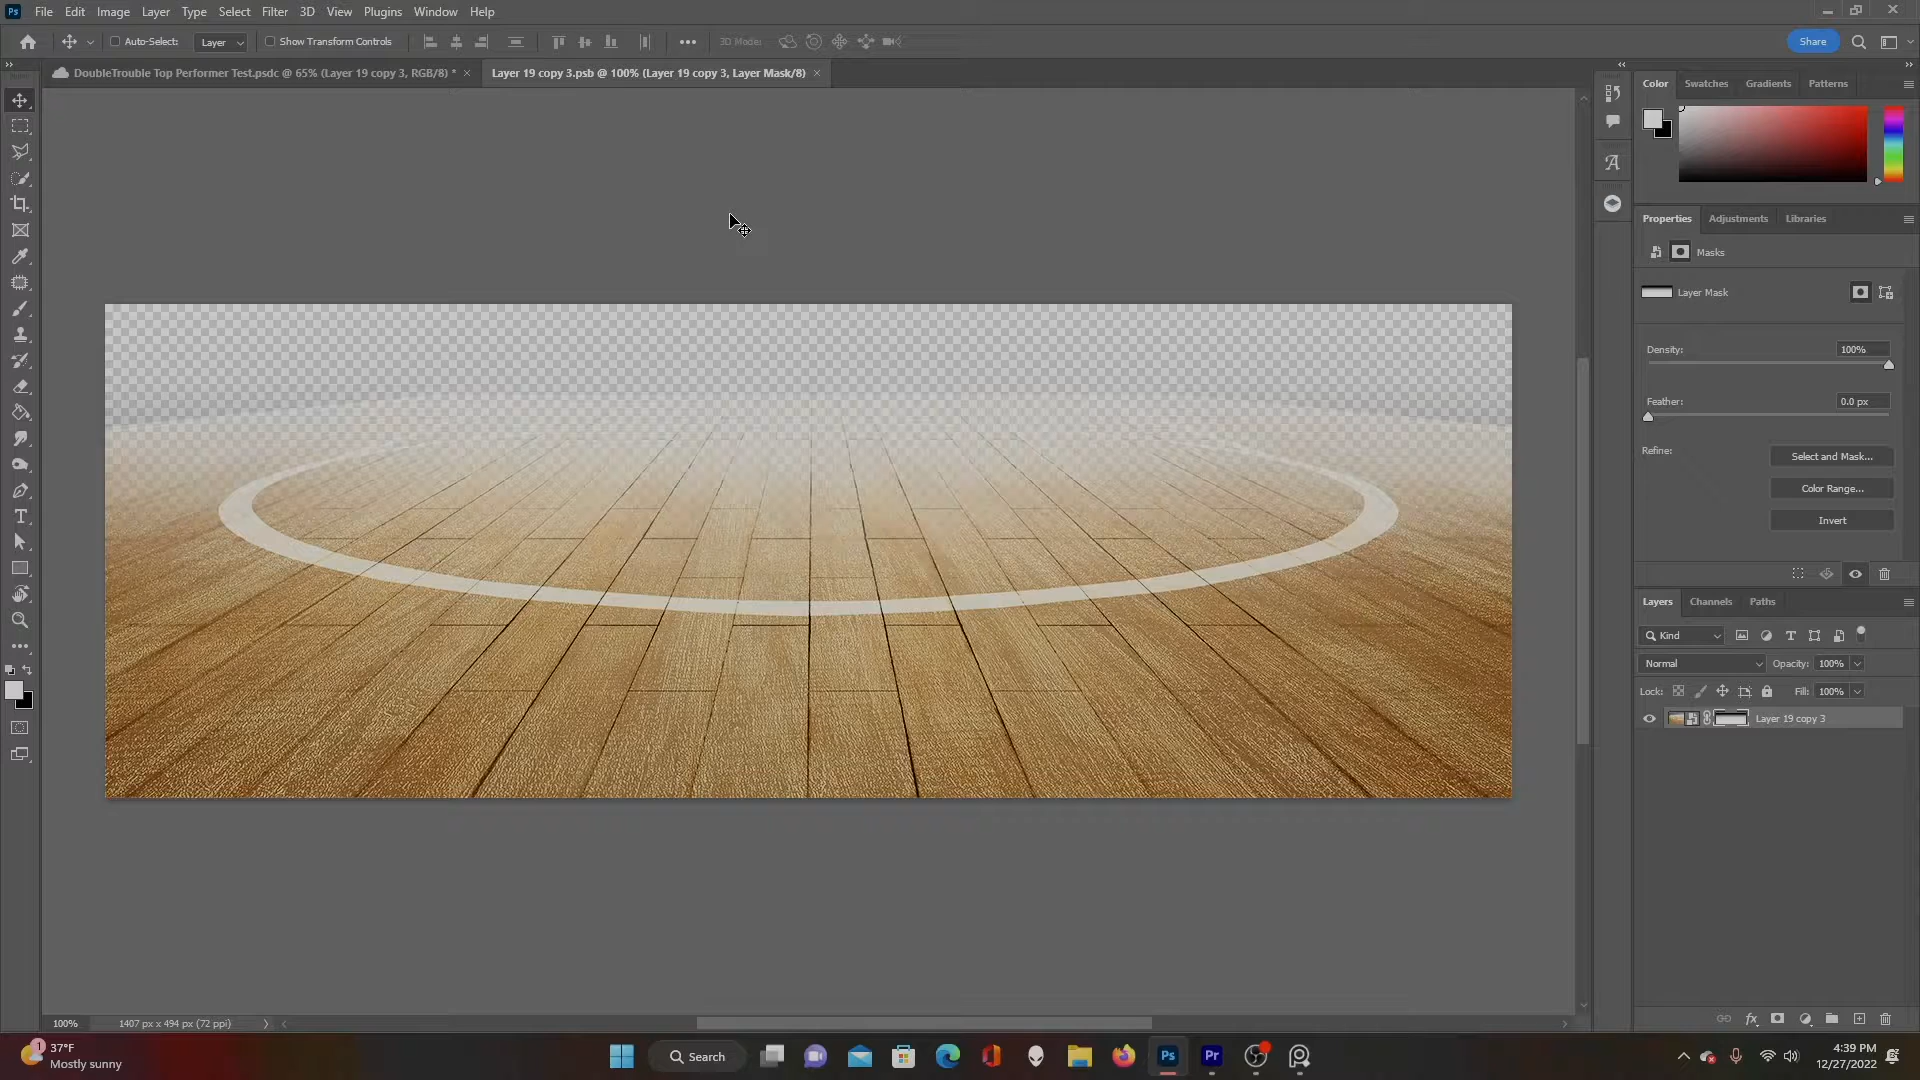 Ps File Edit Image Layer Type Select Filter 3D View Plugins Window Help
Auto-Select: Layer Show Transform Controls 3D Mode: Share
DoubleTrouble Top Performer Test.psdc @ 65% (Layer 19 copy 3, RGB/8) *
Layer 19 copy 3.psb @ 100% (Layer 19 copy 3, Layer Mask/8)
Color Swatches Gradients Patterns
Properties Adjustments Libraries
Masks
Layer Mask
Density: 100%
Feather: 0.0 px
Refine: Select and Mask...
Color Range...
Invert
Layers Channels Paths
Kind
Normal Opacity: 100%
Lock: Fill: 100%
Layer 19 copy 3
100% 1407 px x 494 px (72 ppi)
1 37°F
Mostly sunny
Search
Ps Pr
4:39 PM
12/27/2022